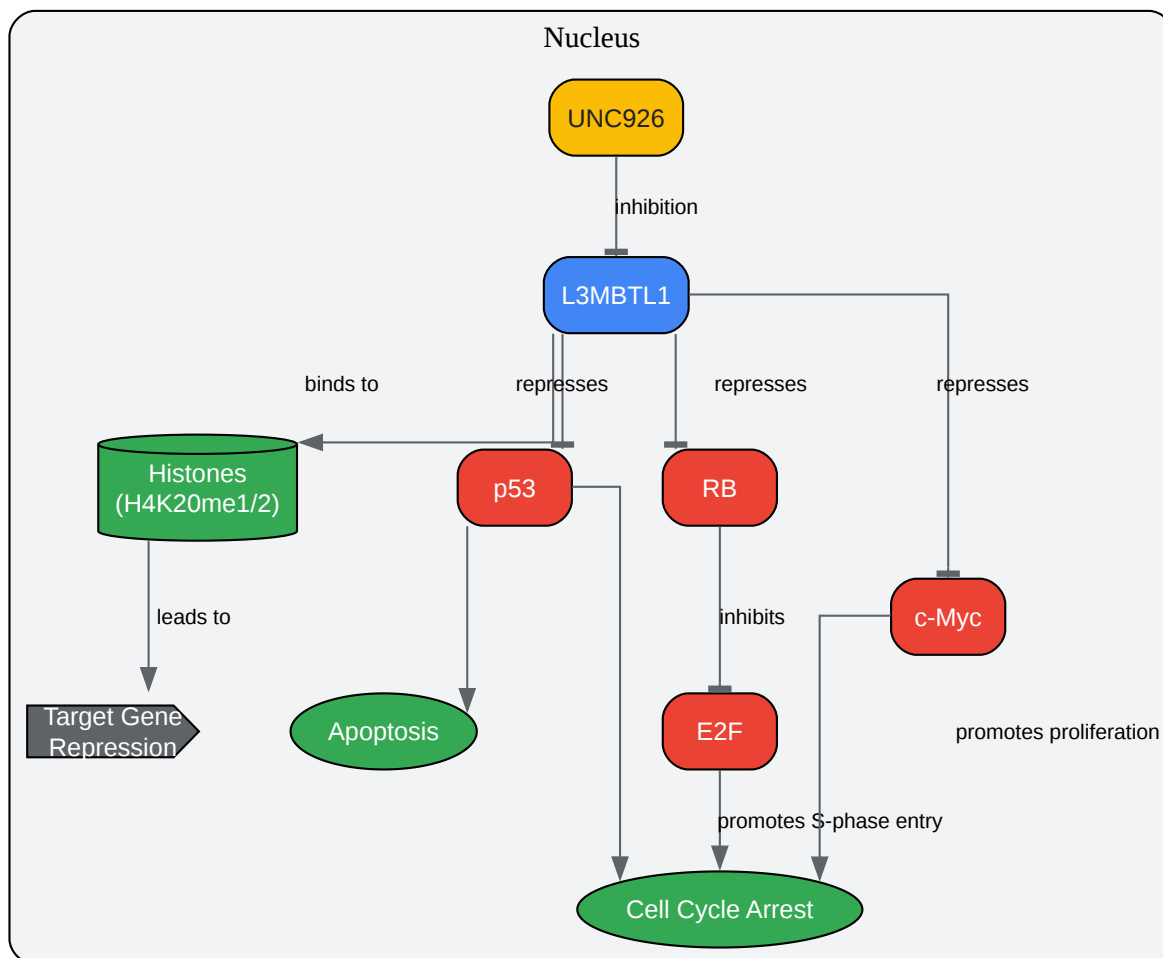 Nucleus
UNC926
inhibition
L3MBTL1
binds to
represses
represses
represses
Histones
(H4K20me1/2)
p53
RB
leads to
inhibits
c-Myc
Target Gene
Repression
Apoptosis
E2F
promotes proliferation
promotes S-phase entry
Cell Cycle Arrest